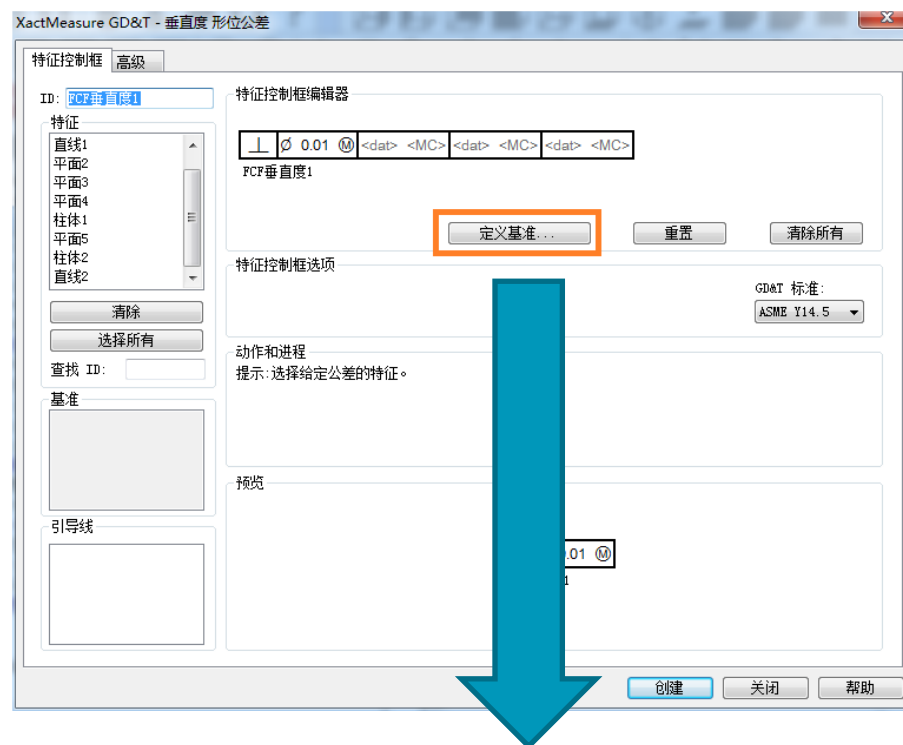 XactMeasure GD&T - 垂直度 形位公差
特征控制框 高级
ID: FCF垂直度1
特征
直线1
平面2
平面3
平面4
柱体1
平面5
柱体2
直线2
清除
选择所有
查找 ID:
基准
引导线
特征控制框编辑器
⊥ Ø 0.01 Ⓜ <dat> <MC> <dat> <MC> <dat> <MC>
FCF垂直度1
定义基准... 重置 清除所有
特征控制框选项
GD&T 标准:
ASME Y14.5
动作和进程
提示:选择给定公差的特征。
预览
.01 Ⓜ
1
创建 关闭 帮助